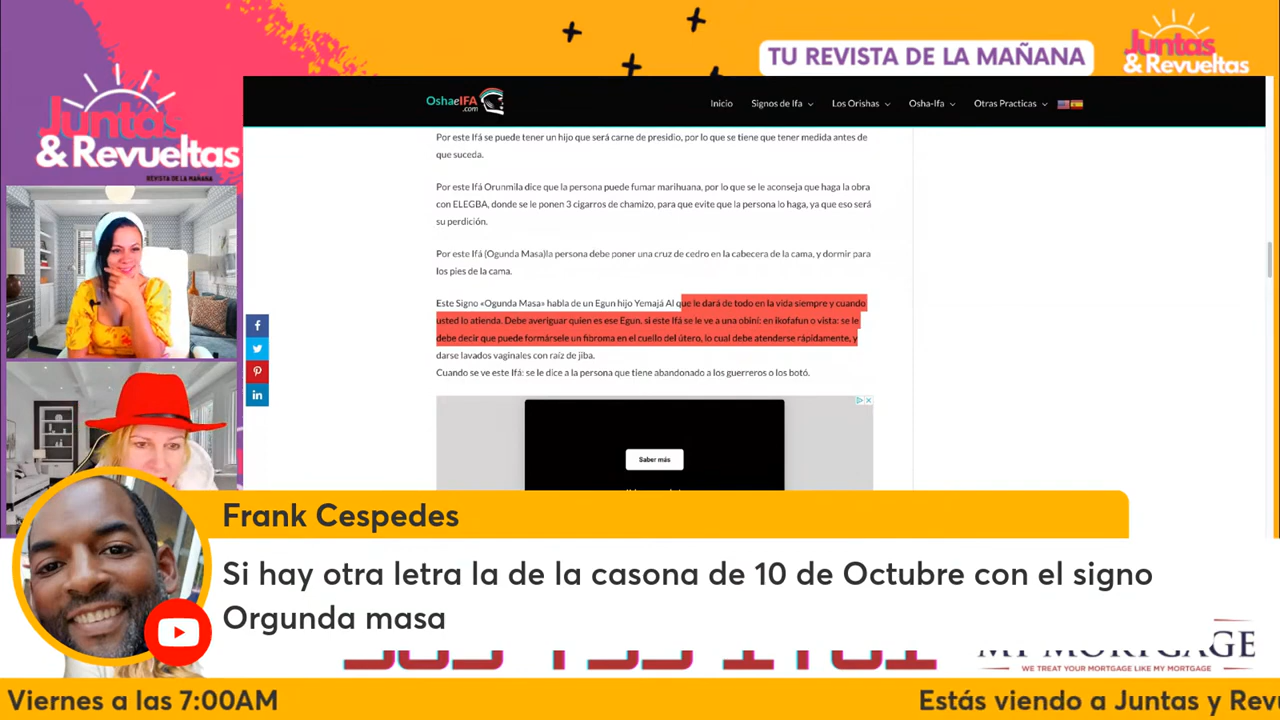 TU REVISTA DE LA MAÑANA
Juntas
& Revueltas
Juntas
& Revueltas
REVISTA DE LA MAÑANA
OshaeIFA
.com
Inicio
Signos de Ifa
Los Orishas
Osha-Ifa
Otras Practicas
Por este Ifá se puede tener un hijo que será carne de presidio, por lo que se tiene que tener medida antes de
que suceda.
Por este Ifá Orunmila dice que la persona puede fumar marihuana, por lo que se le aconseja que haga la obra
con ELEGBA, donde se le ponen 3 cigarros de chamizo, para que evite que la persona lo haga, ya que eso será
su perdición.
Por este Ifá (Ogunda Masa)la persona debe poner una cruz de cedro en la cabecera de la cama, y dormir para
los pies de la cama.
Este Signo «Ogunda Masa» habla de un Egun hijo Yemajá Al que le dará de todo en la vida siempre y cuando
usted lo atienda. Debe averiguar quien es ese Egun. si este Ifá se le ve a una obiní: en ikofafun o vista: se le
debe decir que puede formársele un fibroma en el cuello del útero, lo cual debe atenderse rápidamente, y
darse lavados vaginales con raíz de jiba.
Cuando se ve este Ifá: se le dice a la persona que tiene abandonado a los guerreros o los botó.
Saber más
Frank Cespedes
Si hay otra letra la de la casona de 10 de Octubre con el signo
Orgunda masa
MY MORTGAGE
WE TREAT YOUR MORTGAGE LIKE MY MORTGAGE
Viernes a las 7:00AM
Estás viendo a Juntas y Rev